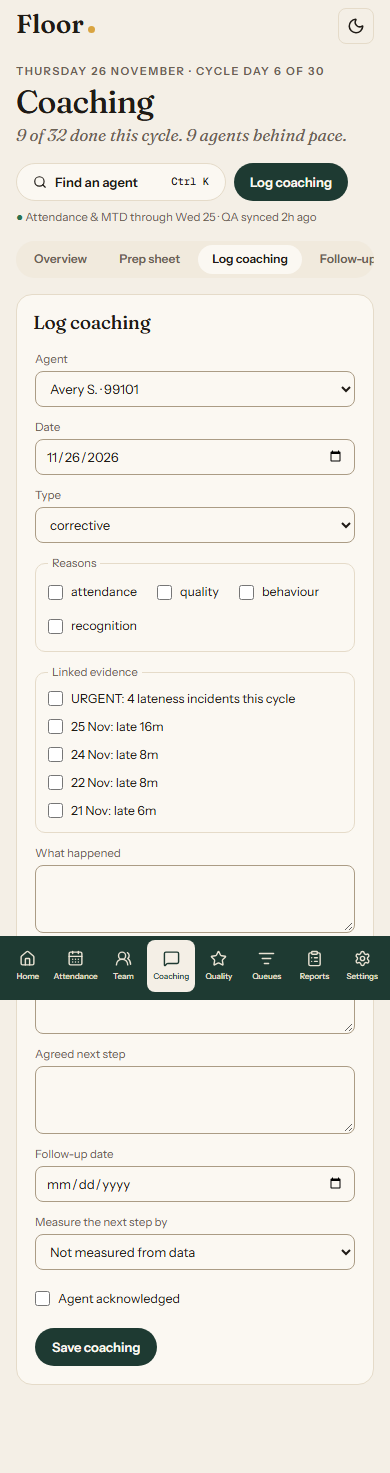 Floor
THURSDAY 26 NOVEMBER · CYCLE DAY 6 OF 30
Coaching
9 of 32 done this cycle. 9 agents behind pace.
Find an agent Ctrl K
Log coaching
Attendance & MTD through Wed 25 · QA synced 2h ago
Overview Prep sheet Log coaching Follow-up
Log coaching
Agent
Avery S. · 99101
Date
11/26/2026
Type
corrective
Reasons
attendance quality behaviour
recognition
Linked evidence
URGENT: 4 lateness incidents this cycle
25 Nov: late 16m
24 Nov: late 8m
22 Nov: late 8m
21 Nov: late 6m
What happened
Home Attendance Team Coaching Quality Queues Reports Settings
Agreed next step
Follow-up date
mm/dd/yyyy
Measure the next step by
Not measured from data
Agent acknowledged
Save coaching